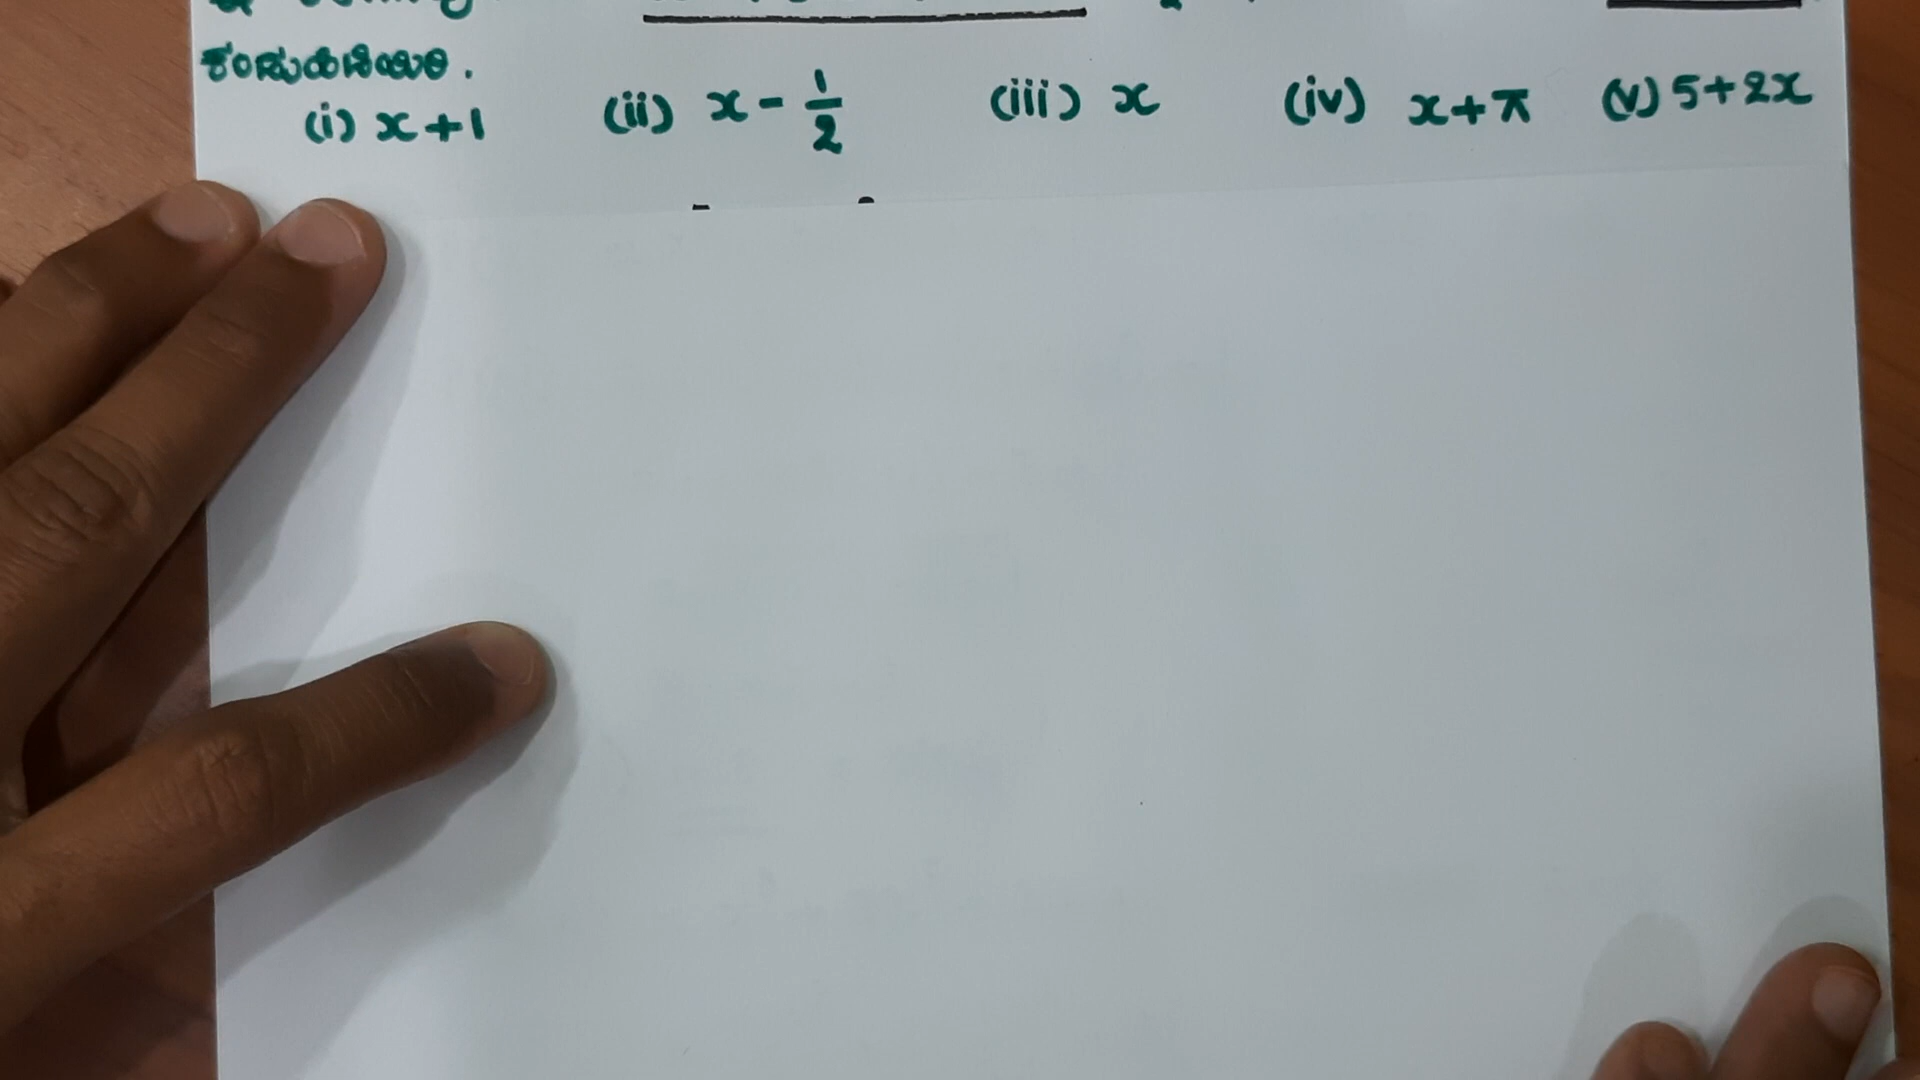 ಕಂಡುಹಿಡಿಯಿರಿ.
(i) x+1 (ii) x - 1/2 (iii) x (iv) x+π (v) 5+2x